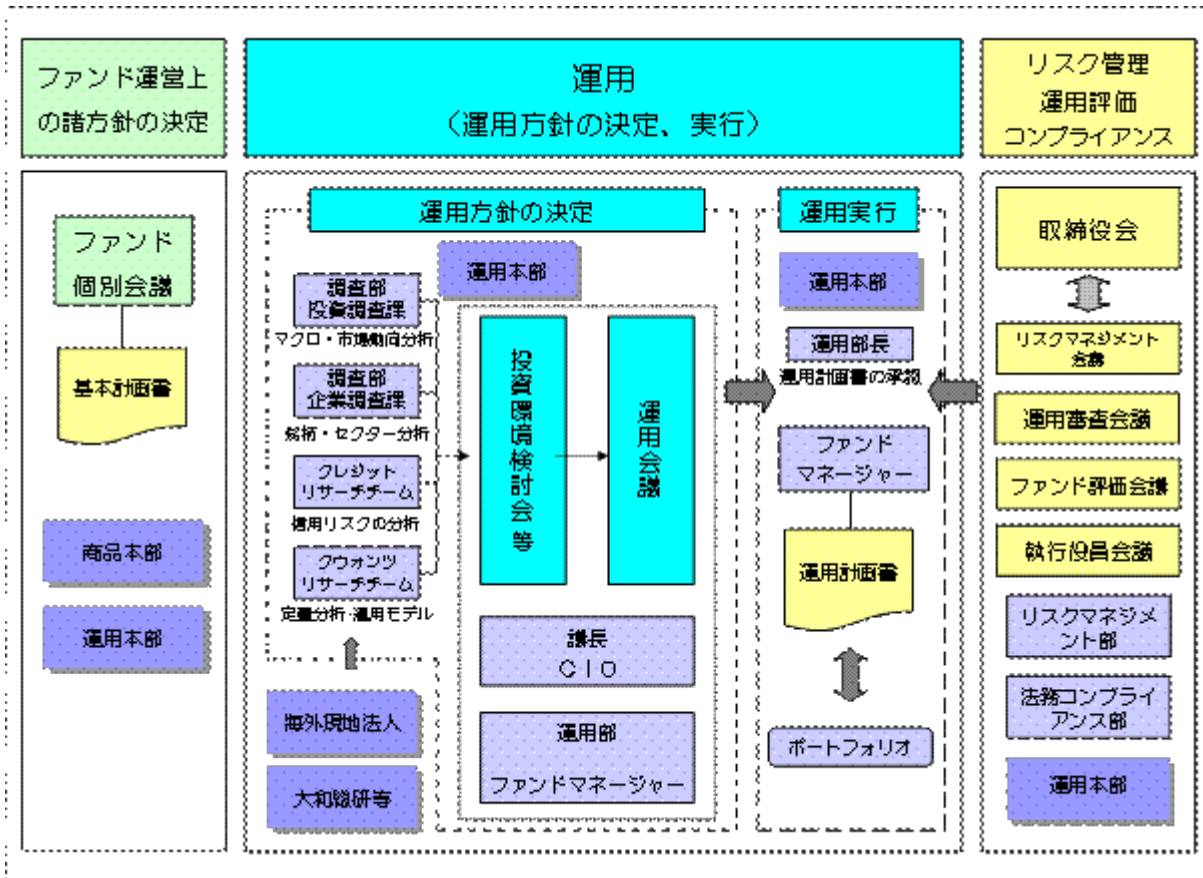 ファンド運営上
の諸方針の決定
運用
（運用方針の決定、実行）
リスク管理
運用評価
コンプライアンス
ファンド
個別会議
基本計画書
商品本部
運用本部
運用方針の決定
運用本部
調査部
投資調査課
マクロ・市場動向分析
調査部
企業調査課
銘柄・セクター分析
クレジット
リサーチチーム
信用リスクの分析
クウォンツ
リサーチチーム
定量分析・運用モデル
海外現地法人
大和総研等
投資環境検討会等
運用会議
議長
CIO
運用部
ファンドマネージャー
運用実行
運用本部
運用部長
運用計画書の承認
ファンド
マネージャー
運用計画書
ポートフォリオ
取締役会
リスクマネジメント
会議
運用審査会議
ファンド評価会議
執行役員会議
リスクマネジメ
ント部
法務コンプライ
アンス部
運用本部